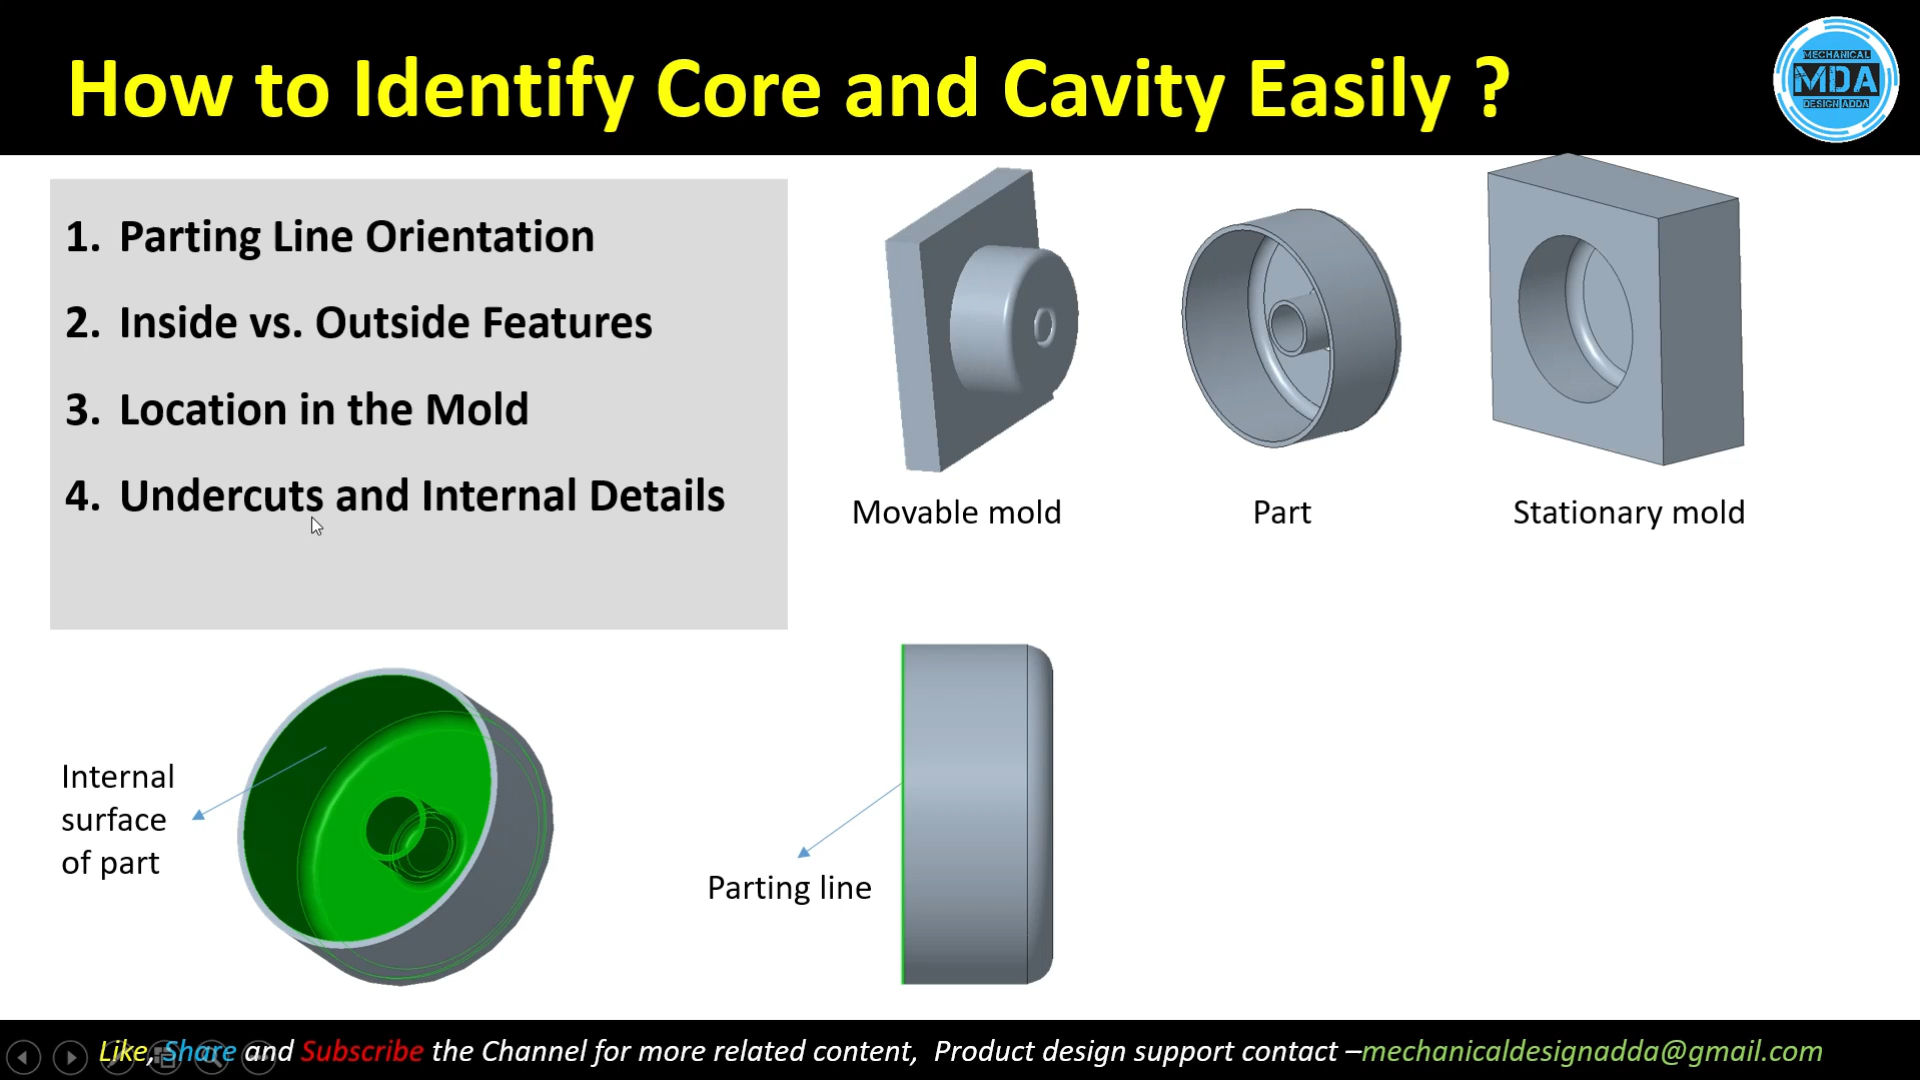 How to Identify Core and Cavity Easily ?
MECHANICAL
MDA
DESIGN ADDA
1. Parting Line Orientation
2. Inside vs. Outside Features
3. Location in the Mold
4. Undercuts and Internal Details
Movable mold
Part
Stationary mold
Internal
surface
of part
Parting line
Like, Share and Subscribe the Channel for more related content, Product design support contact –mechanicaldesignadda@gmail.com